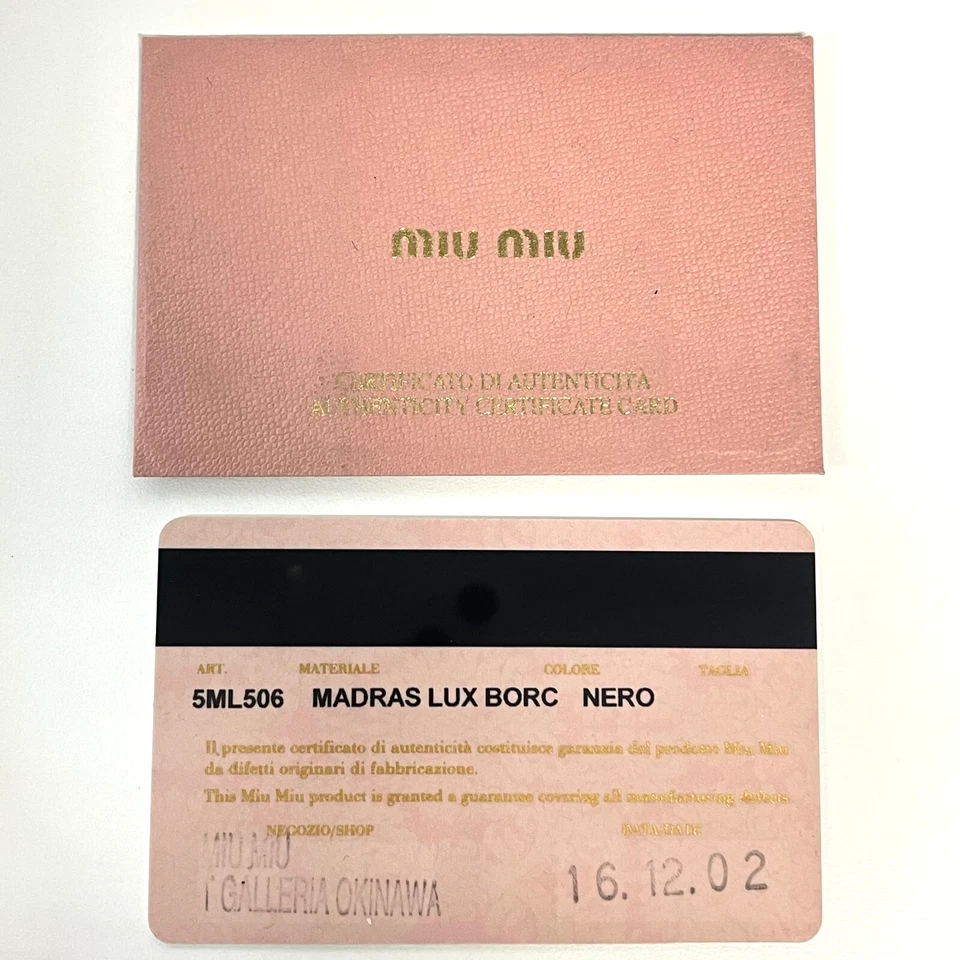 miu miu
CERTIFICATO DI AUTENTICITÀ
AUTHENTICITY CERTIFICATE CARD
ART. MATERIALE COLORE TAGLIA
5ML506 MADRAS LUX BORC NERO
Il presente certificato di autenticità costituisce garanzia del prodotto Miu Miu
da difetti originari di fabbricazione.
This Miu Miu product is granted a guarantee covering all manufacturing defects.
NEGOZIO/SHOP DATA/DATE
MIU MIU
T GALLERIA OKINAWA 16.12.02